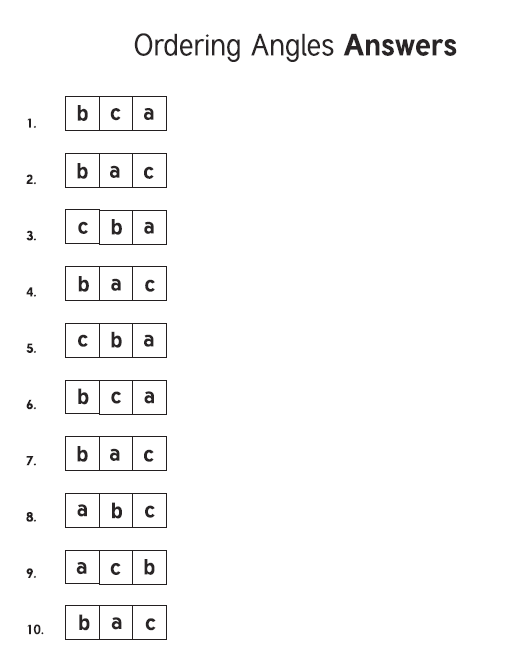 Ordering Angles Answers
1. b c a
2. b a c
3. c b a
4. b a c
5. c b a
6. b c a
7. b a c
8. a b c
9. a c b
10. b a c